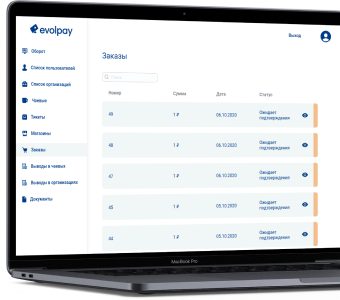 evolpay
Выход
Оборот
Список пользователей
Список организаций
Чаевые
Тикеты
Магазины
Заказы
Выводы в чаевых
Выводы в организациях
Документы
Заказы
Поиск
Номер Сумма Дата Статус
49 1 ₽ 06.10.2020 Ожидает
подтверждения
48 1 ₽ 06.10.2020 Ожидает
подтверждения
47 1 ₽ 06.10.2020 Ожидает
подтверждения
45 1 ₽ 05.10.2020 Ожидает
подтверждения
44 1 ₽ 05.10.2020 Ожидает
подтверждения
MacBook Pro